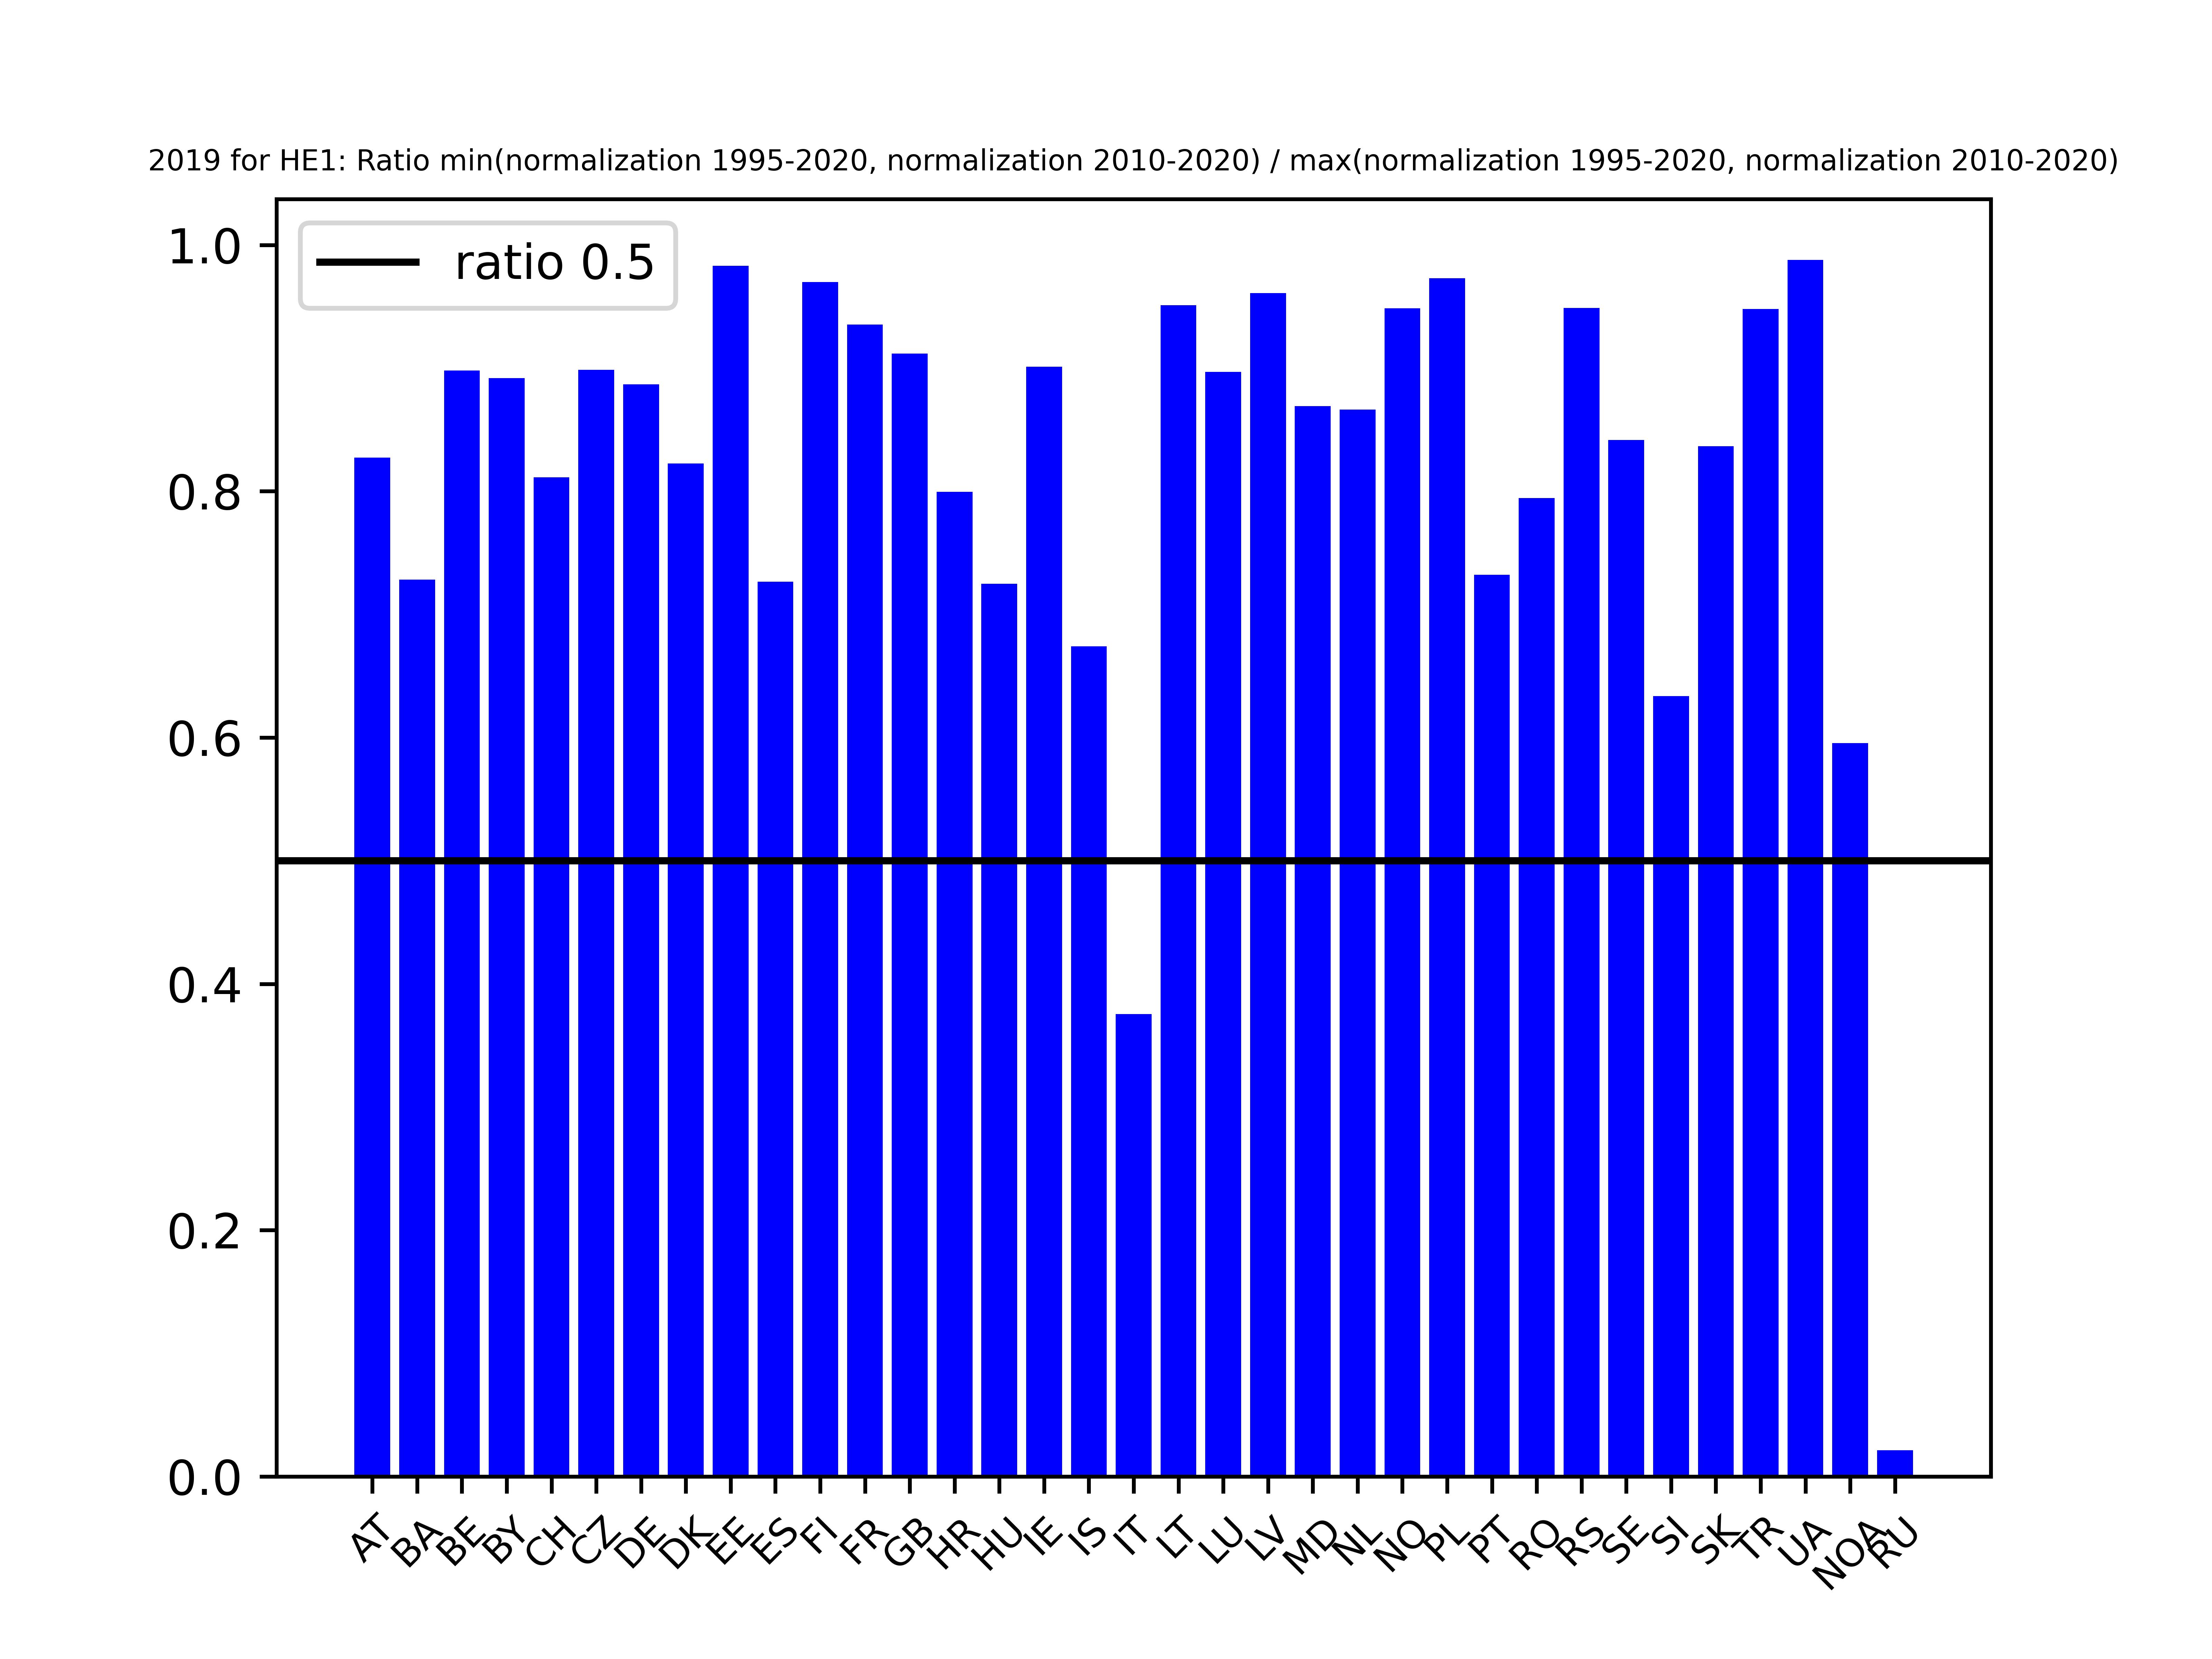 2019 for HE1: Ratio min(normalization 1995-2020, normalization 2010-2020) / max(normalization 1995-2020, normalization 2010-2020)
ratio 0.5
1.0
0.8
0.6
0.4
0.2
0.0
AT BA BE BY CH CZ DE DK EE ES FI FR GB HR HU IE IS IT LT LU LV MD NL NO PL PT RO RS SE SI SK TR UA NOA RU